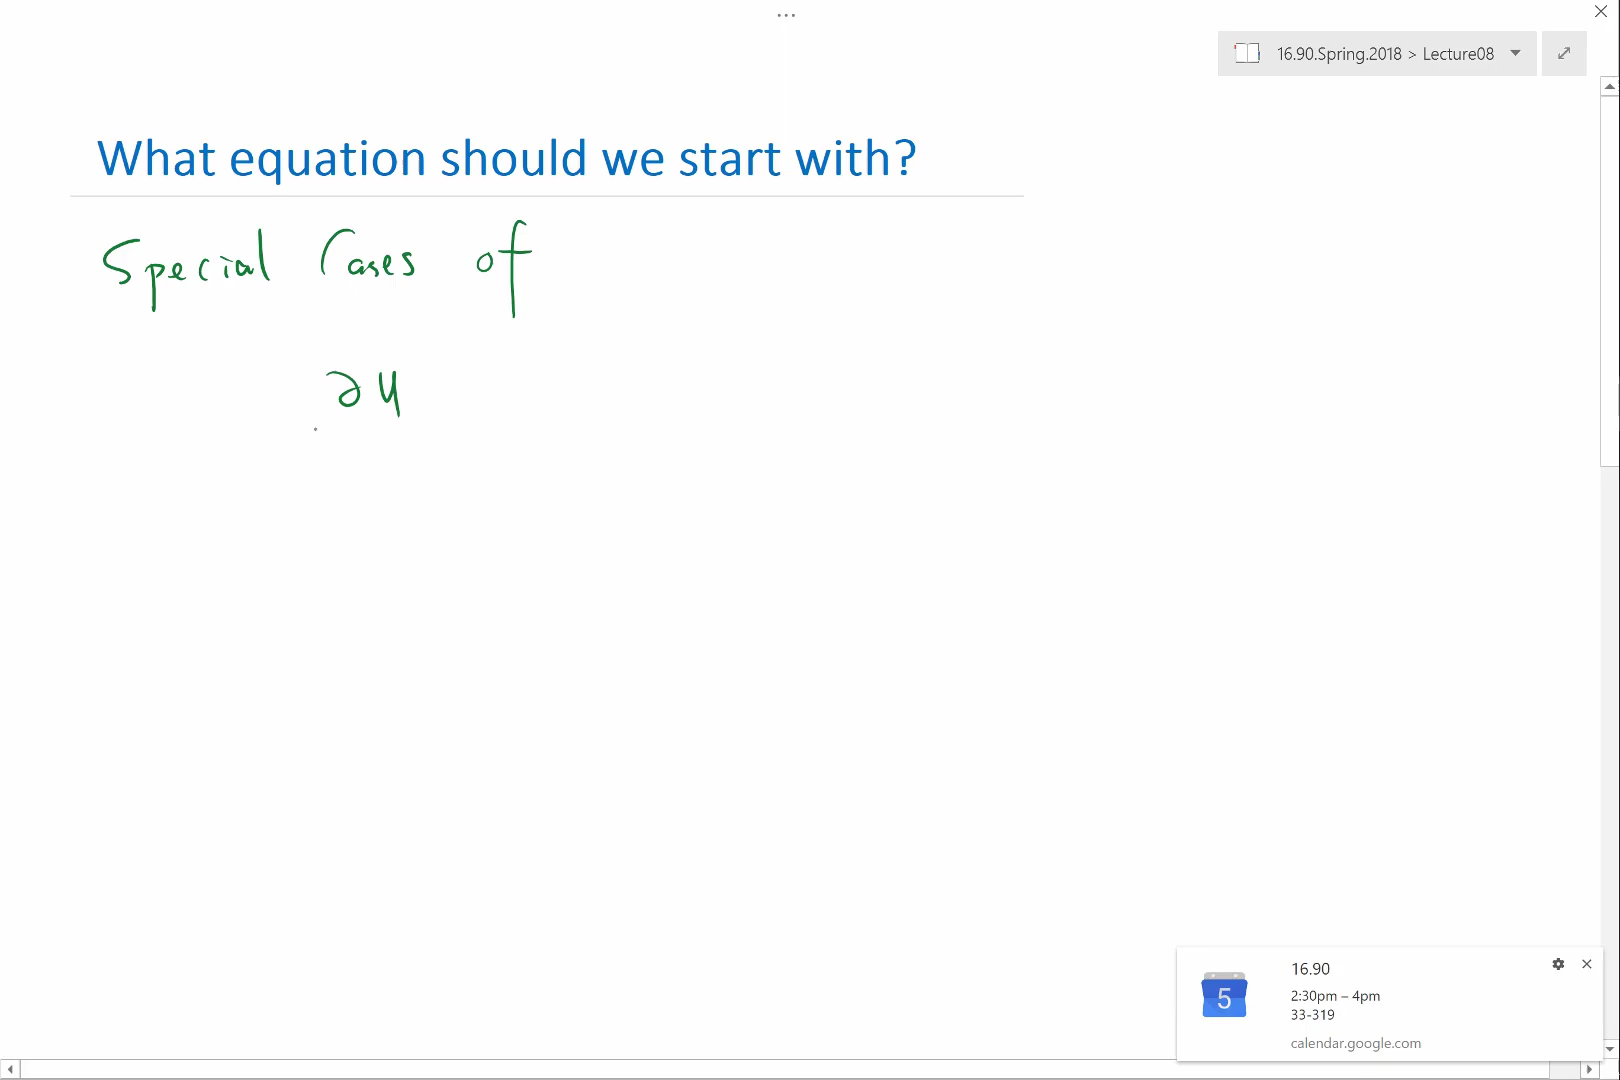 ...
16.90.Spring.2018 > Lecture08
What equation should we start with?
Special Cases of
∂u
16.90
2:30pm – 4pm
5
33-319
calendar.google.com